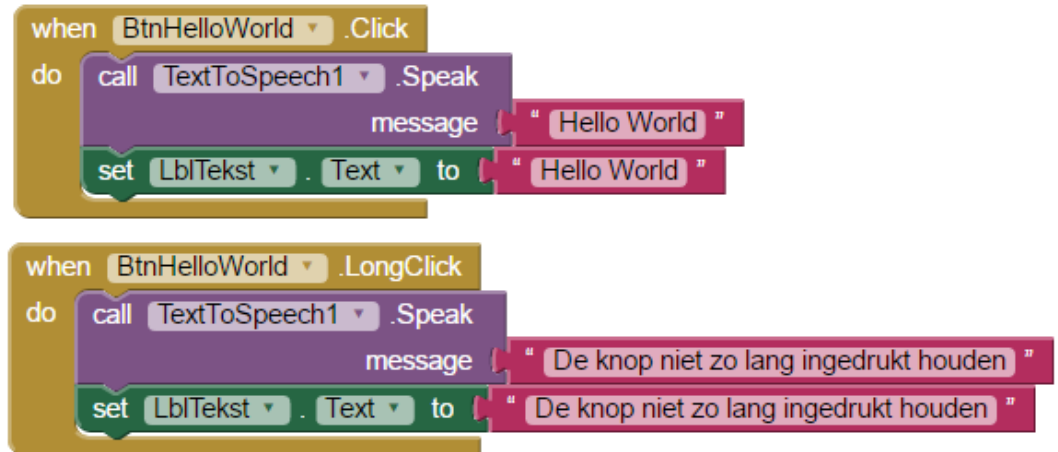 when BtnHelloWorld .Click
do call TextToSpeech1 .Speak
message " Hello World "
set LblTekst . Text to " Hello World "
when BtnHelloWorld .LongClick
do call TextToSpeech1 .Speak
message " De knop niet zo lang ingedrukt houden "
set LblTekst . Text to " De knop niet zo lang ingedrukt houden "